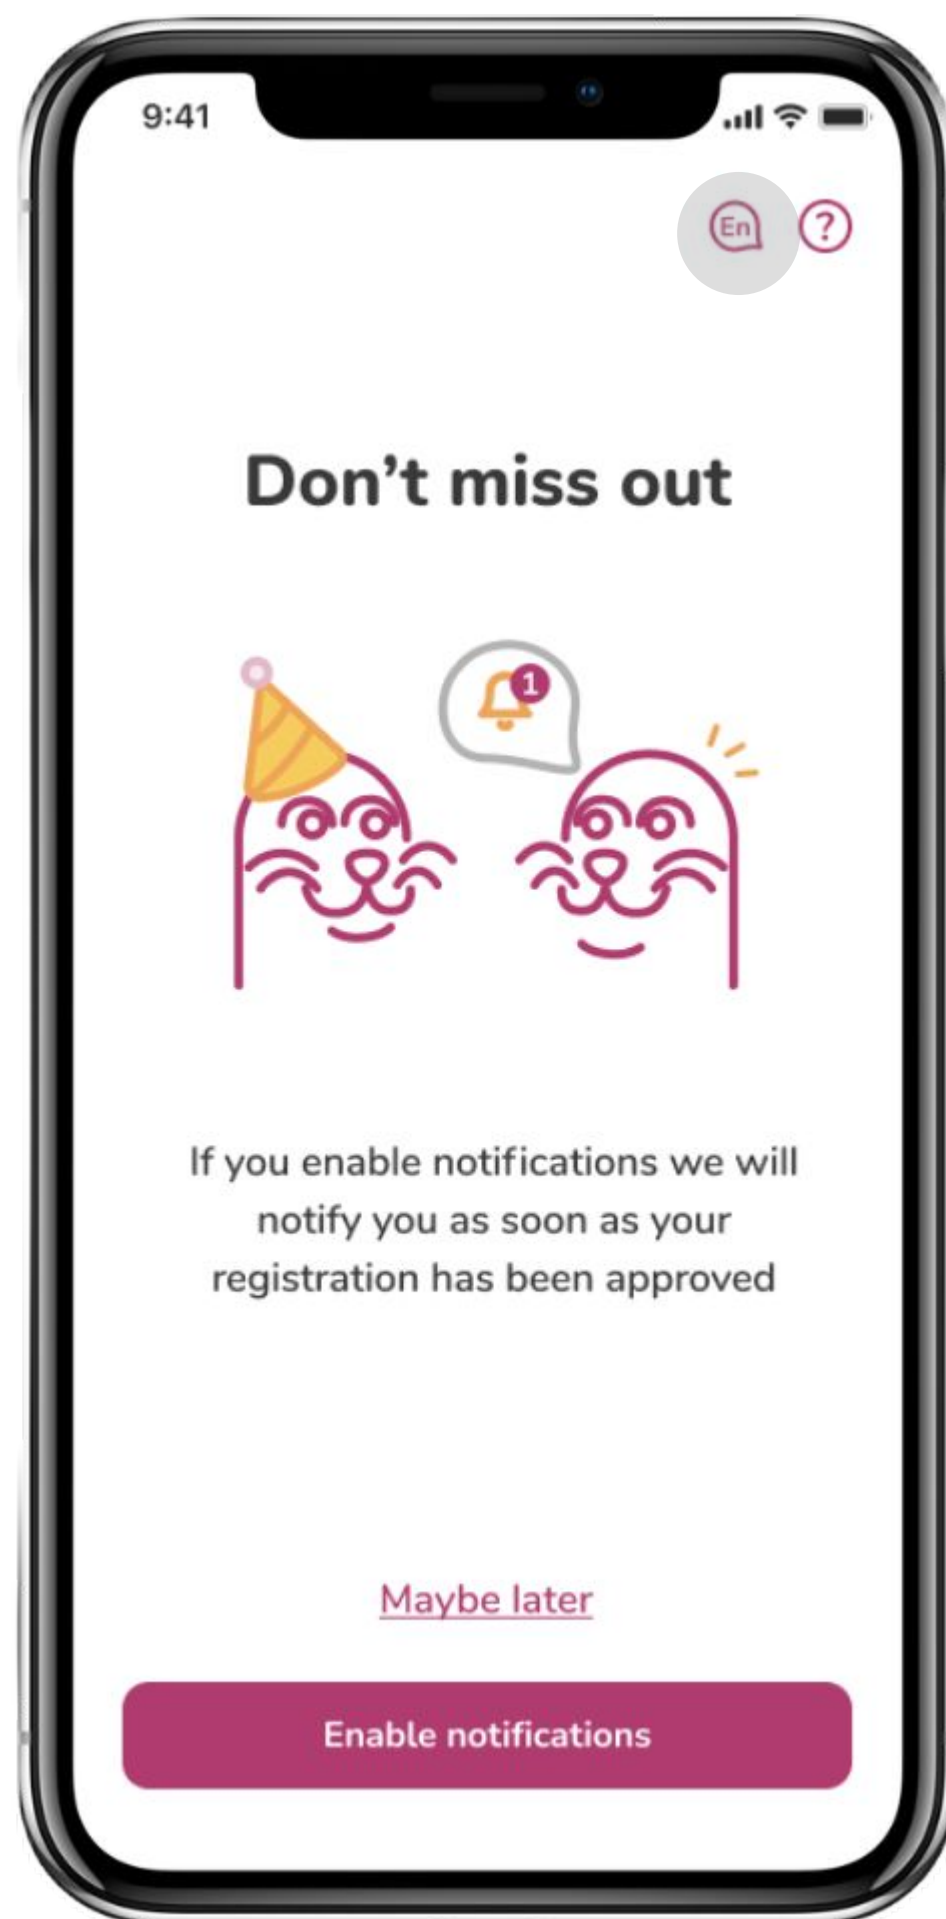 9:41
En ?
Don't miss out
1
If you enable notifications we will
notify you as soon as your
registration has been approved
Maybe later
Enable notifications